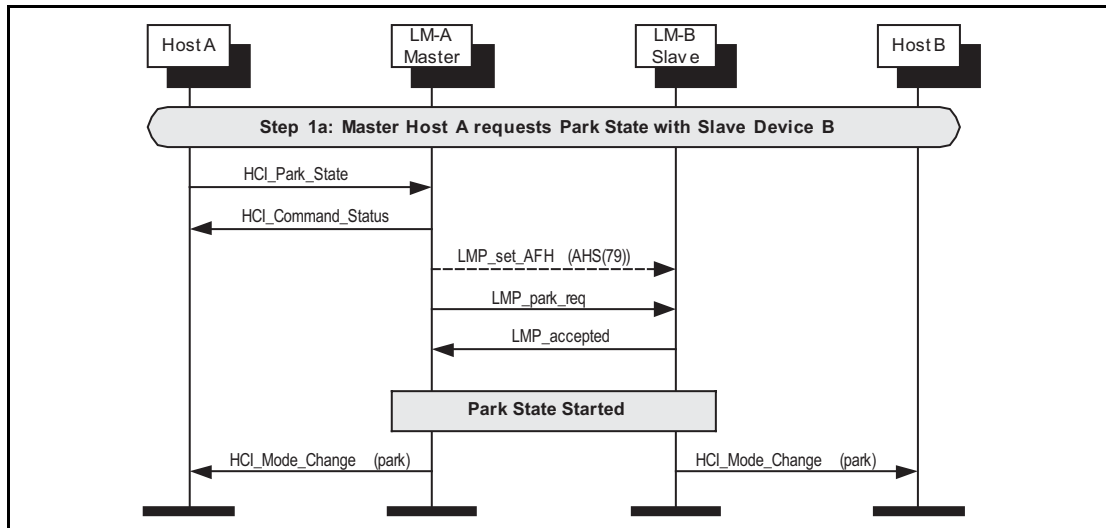 Host A
LM-A
Master
LM-B
Slave
Host B
Step 1a: Master Host A requests Park State with Slave Device B
HCI_Park_State
HCI_Command_Status
LMP_set_AFH (AHS(79))
LMP_park_req
LMP_accepted
Park State Started
HCI_Mode_Change (park)
HCI_Mode_Change (park)